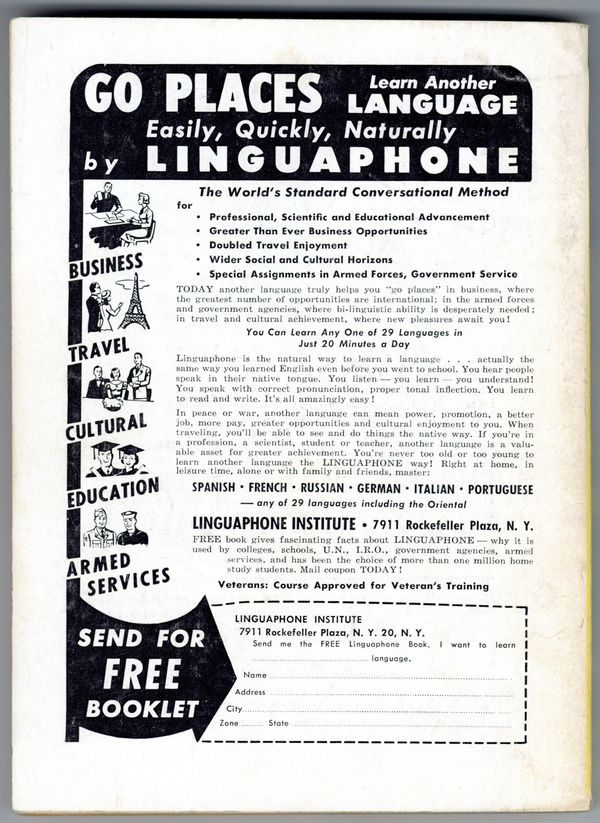 GO PLACES Learn Another
LANGUAGE
Easily, Quickly, Naturally
by LINGUAPHONE
The World's Standard Conversational Method
for
• Professional, Scientific and Educational Advancement
• Greater Than Ever Business Opportunities
• Doubled Travel Enjoyment
• Wider Social and Cultural Horizons
• Special Assignments in Armed Forces, Government Service
BUSINESS
TRAVEL
CULTURAL
EDUCATION
ARMED
SERVICES
TODAY another language truly helps you "go places" in business, where
the greatest number of opportunities are international; in the armed forces
and government agencies, where bi-linguistic ability is desperately needed;
in travel and cultural achievement, where new pleasures await you!
You Can Learn Any One of 29 Languages in
Just 20 Minutes a Day
Linguaphone is the natural way to learn a language . . . actually the
same way you learned English even before you went to school. You hear people
speak in their native tongue. You listen — you learn — you understand!
You speak with correct pronunciation, proper tonal inflection. You learn
to read and write. It's all amazingly easy!
In peace or war, another language can mean power, promotion, a better
job, more pay, greater opportunities and cultural enjoyment to you. When
traveling, you'll be able to see and do things the native way. If you're in
a profession, a scientist, student or teacher, another language is a valu-
able asset for greater achievement. You're never too old or too young to
learn another language the LINGUAPHONE way! Right at home, in
leisure time, alone or with family and friends, master:
SPANISH · FRENCH · RUSSIAN · GERMAN · ITALIAN · PORTUGUESE
— any of 29 languages including the Oriental
LINGUAPHONE INSTITUTE • 7911 Rockefeller Plaza, N. Y.
FREE book gives fascinating facts about LINGUAPHONE — why it is
used by colleges, schools, U.N., I.R.O., government agencies, armed
services, and has been the choice of more than one million home
study students. Mail coupon TODAY!
Veterans: Course Approved for Veteran's Training
SEND FOR
FREE
BOOKLET
LINGUAPHONE INSTITUTE
7911 Rockefeller Plaza, N. Y. 20, N. Y.
Send me the FREE Linguaphone Book. I want to learn
language.
Name
Address
City
Zone State